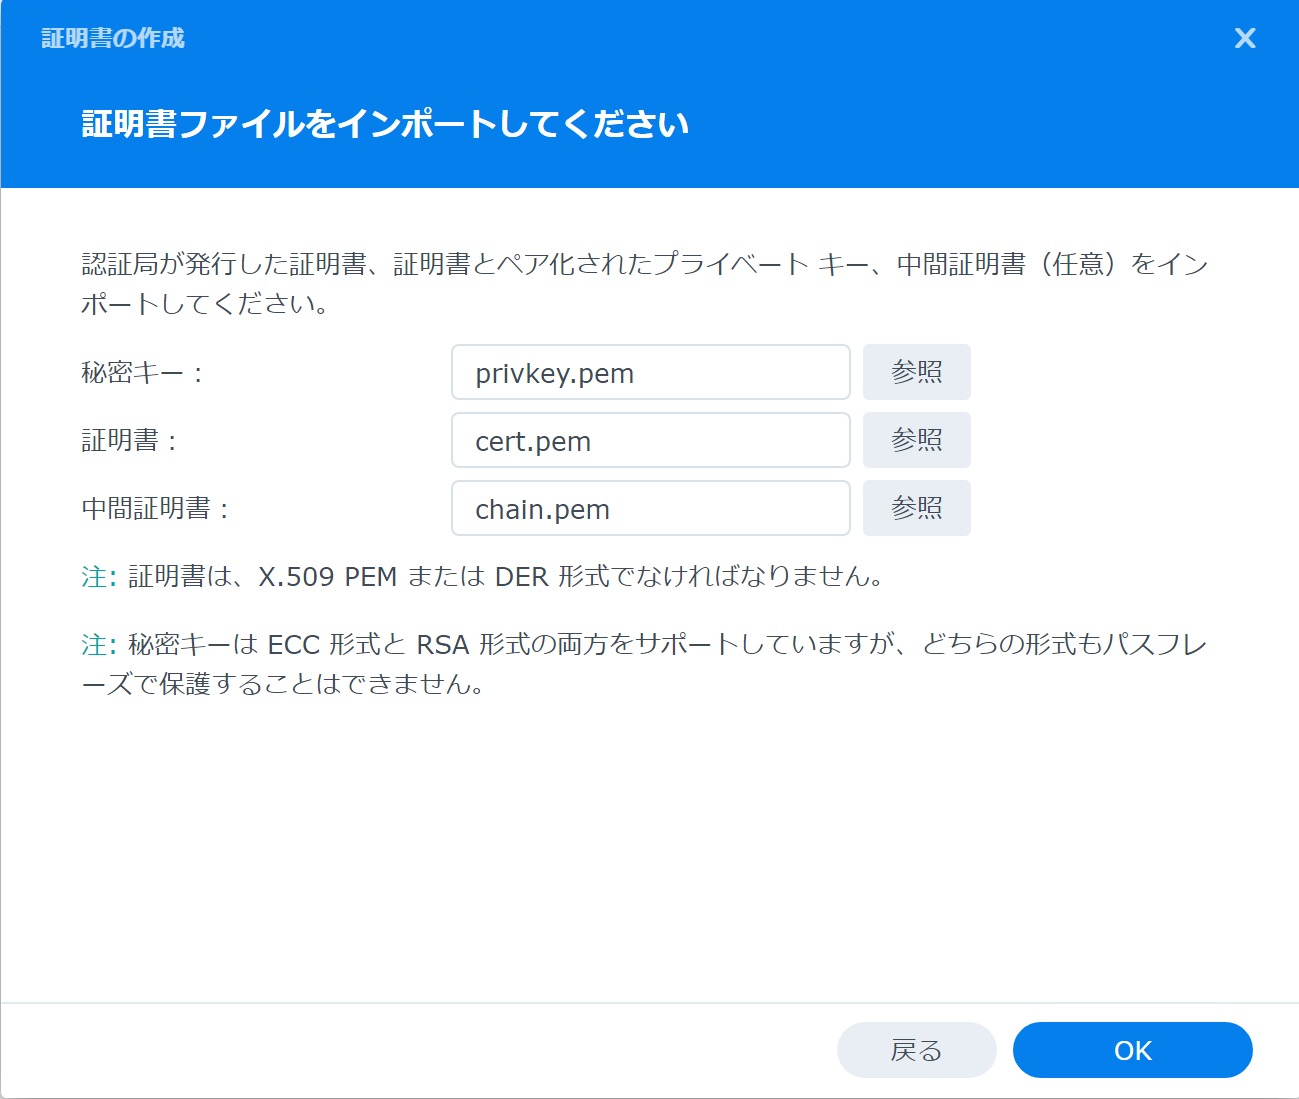 証明書の作成
X
証明書ファイルをインポートしてください
認証局が発行した証明書、証明書とペア化されたプライベート キー、中間証明書（任意）をイン
ポートしてください。
秘密キー： privkey.pem 参照
証明書： cert.pem 参照
中間証明書： chain.pem 参照
注: 証明書は、X.509 PEM または DER 形式でなければなりません。
注: 秘密キーは ECC 形式と RSA 形式の両方をサポートしていますが、どちらの形式もパスフレ
ーズで保護することはできません。
戻る OK